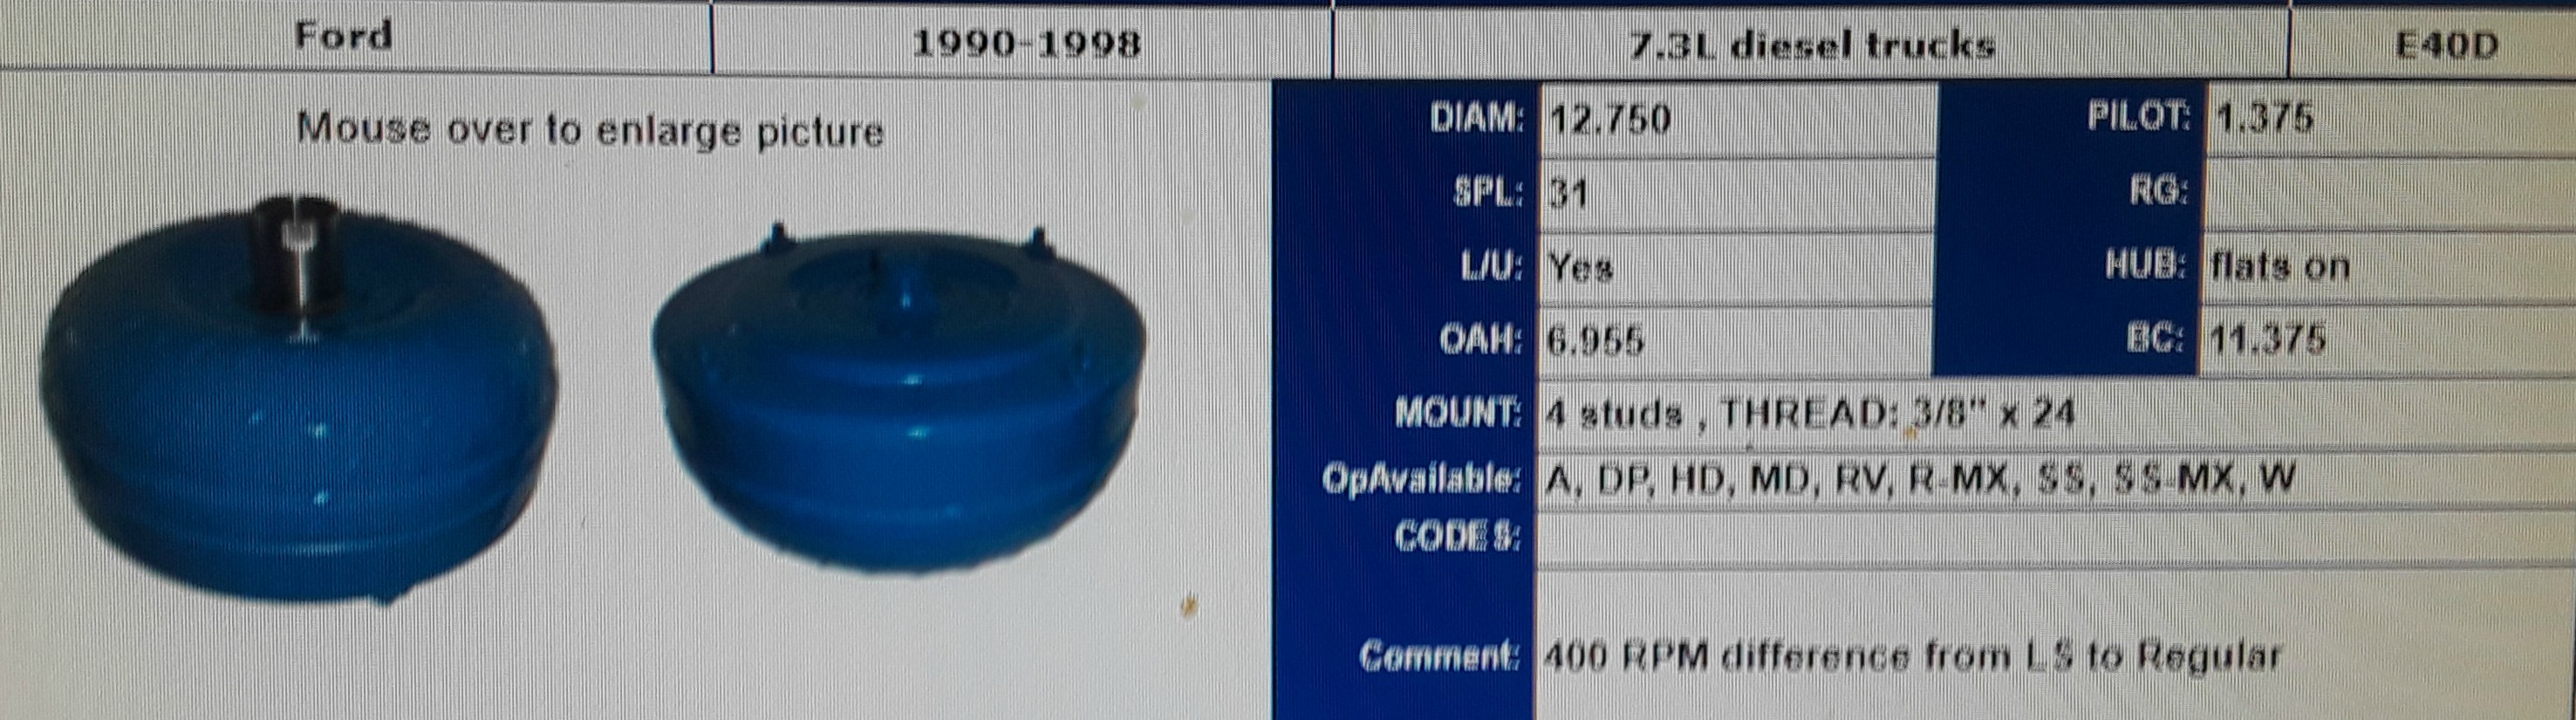 Ford 1990-1998 7.3L diesel trucks E40D
Mouse over to enlarge picture
DIAM: 12.750 PILOT: 1.375
SPL: 31 RG:
L/U: Yes HUB: flats on
OAH: 6.955 BC: 11.375
MOUNT: 4 studs , THREAD: 3/8" x 24
OpAvailable: A, DP, HD, MD, RV, R-MX, SS, SS-MX, W
CODES:
Comment: 400 RPM difference from LS to Regular